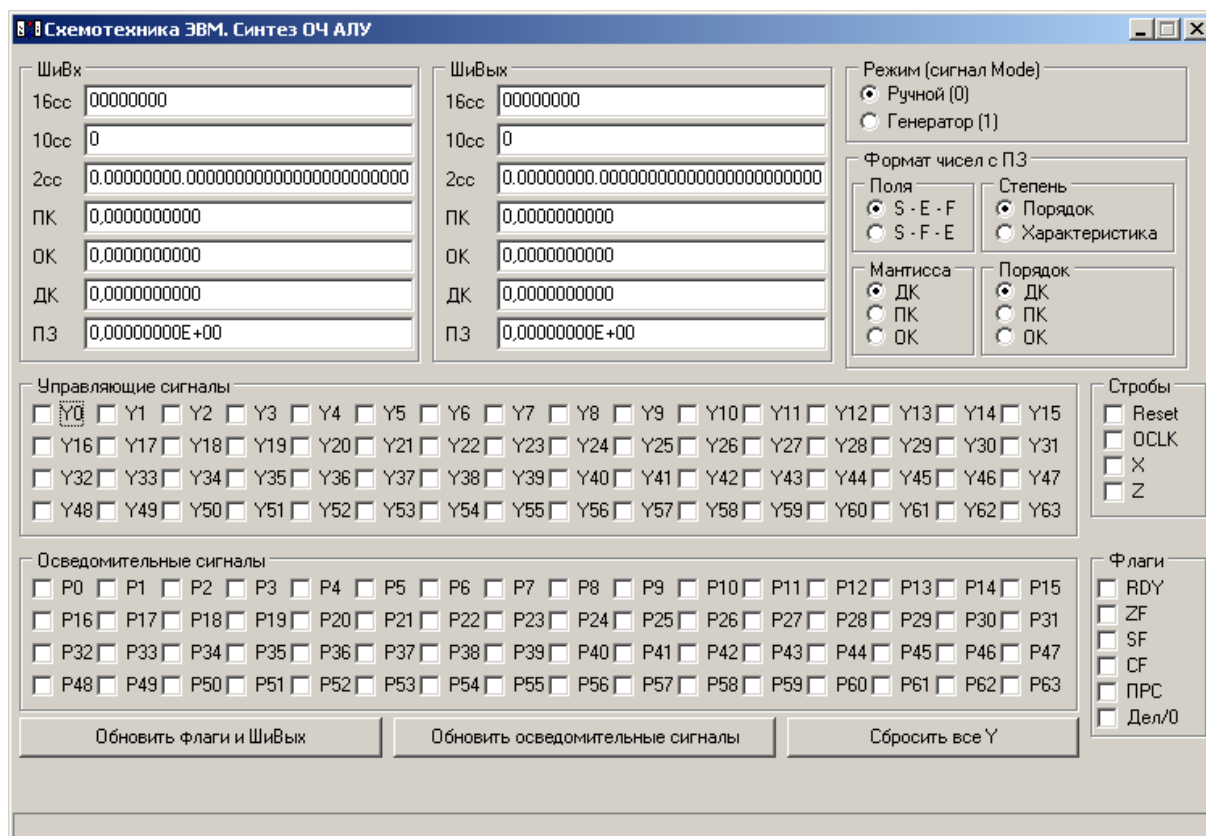 Схемотехника ЭВМ. Синтез ОЧ АЛУ
ШиВх
16сс 00000000
10сс 0
2сс 0.00000000.00000000000000000000000
ПК 0,0000000000
ОК 0,0000000000
ДК 0,0000000000
ПЗ 0,00000000E+00
ШиВых
16сс 00000000
10сс 0
2сс 0.00000000.00000000000000000000000
ПК 0,0000000000
ОК 0,0000000000
ДК 0,0000000000
ПЗ 0,00000000E+00
Режим (сигнал Mode)
Ручной (0)
Генератор (1)
Формат чисел с ПЗ
Поля
S - E - F
S - F - E
Степень
Порядок
Характеристика
Мантисса
ДК
ПК
ОК
Порядок
ДК
ПК
ОК
Управляющие сигналы
Y0 Y1 Y2 Y3 Y4 Y5 Y6 Y7 Y8 Y9 Y10 Y11 Y12 Y13 Y14 Y15
Y16 Y17 Y18 Y19 Y20 Y21 Y22 Y23 Y24 Y25 Y26 Y27 Y28 Y29 Y30 Y31
Y32 Y33 Y34 Y35 Y36 Y37 Y38 Y39 Y40 Y41 Y42 Y43 Y44 Y45 Y46 Y47
Y48 Y49 Y50 Y51 Y52 Y53 Y54 Y55 Y56 Y57 Y58 Y59 Y60 Y61 Y62 Y63
Стробы
Reset
OCLK
X
Z
Осведомительные сигналы
P0 P1 P2 P3 P4 P5 P6 P7 P8 P9 P10 P11 P12 P13 P14 P15
P16 P17 P18 P19 P20 P21 P22 P23 P24 P25 P26 P27 P28 P29 P30 P31
P32 P33 P34 P35 P36 P37 P38 P39 P40 P41 P42 P43 P44 P45 P46 P47
P48 P49 P50 P51 P52 P53 P54 P55 P56 P57 P58 P59 P60 P61 P62 P63
Флаги
RDY
ZF
SF
CF
ПРС
Дел/0
Обновить флаги и ШиВых
Обновить осведомительные сигналы
Сбросить все Y